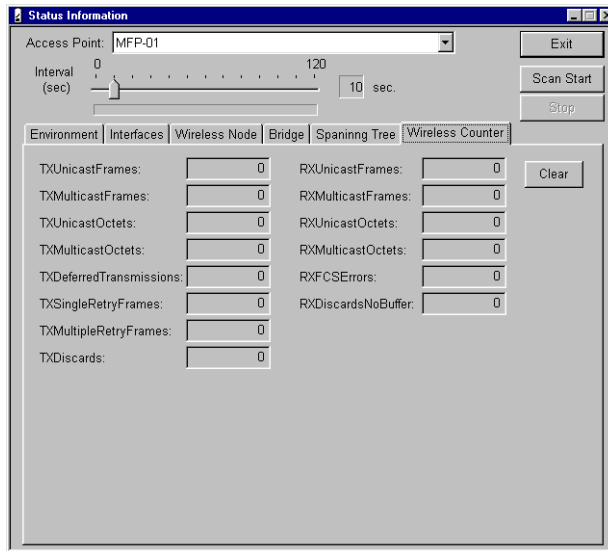 Status Information
Access Point: MFP-01
Exit
Interval (sec)
0 120
10 sec.
Scan Start
Stop
Environment Interfaces Wireless Node Bridge Spaninng Tree Wireless Counter
TXUnicastFrames: 0 RXUnicastFrames: 0
Clear
TXMulticastFrames: 0 RXMulticastFrames: 0
TXUnicastOctets: 0 RXUnicastOctets: 0
TXMulticastOctets: 0 RXMulticastOctets: 0
TXDeferredTransmissions: 0 RXFCSErrors: 0
TXSingleRetryFrames: 0 RXDiscardsNoBuffer: 0
TXMultipleRetryFrames: 0
TXDiscards: 0